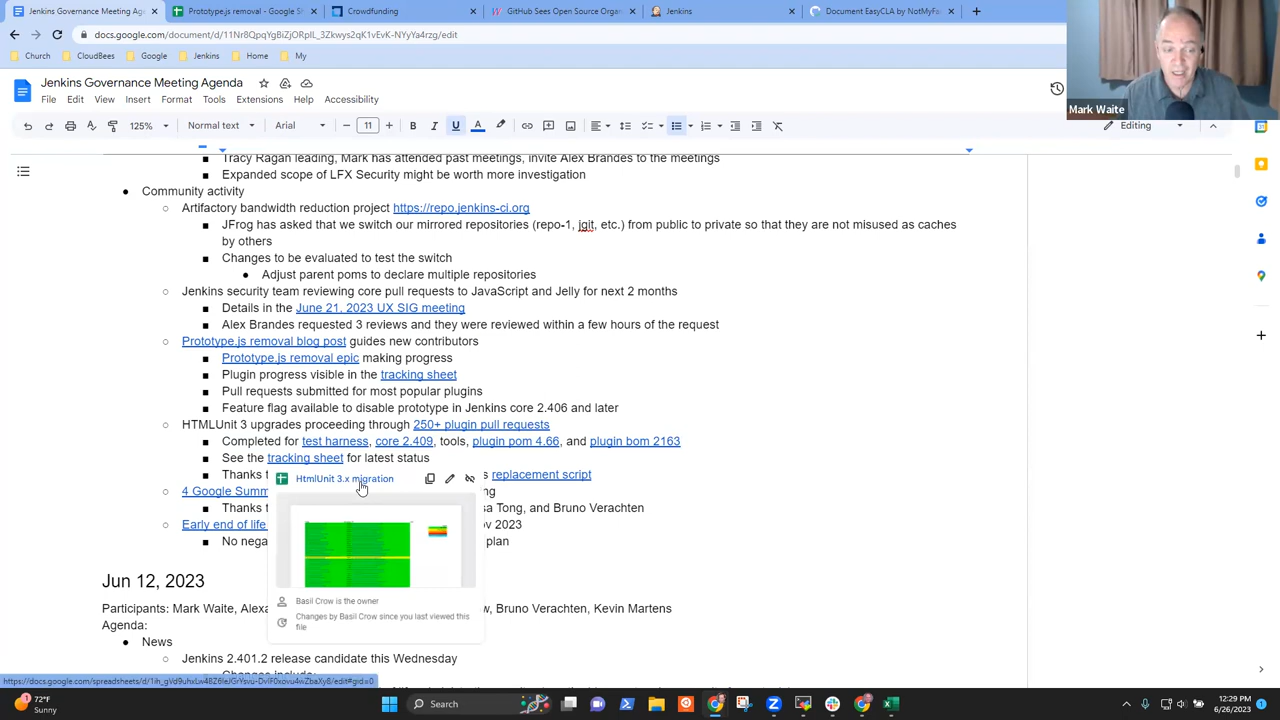 Jenkins Governance Meeting Ag
Prototype.js removal - Google S
Crowdfunding
GitHub Sees Open Source Organ
Jenkins
Document EasyCLA by NotMyFa
docs.google.com/document/d/11Nr8QpqYgBiZjORpIL_3Zkwys2qK1vEvK-NYyYa4rzg/edit
Church
CloudBees
Google
Jenkins
Home
My
Jenkins Governance Meeting Agenda
File Edit View Insert Format Tools Extensions Help Accessibility
125% Normal text Arial 11 B I U A Editing
Mark Waite
Tracy Ragan leading, Mark has attended past meetings, invite Alex Brandes to the meetings
Expanded scope of LFX Security might be worth more investigation
Community activity
Artifactory bandwidth reduction project https://repo.jenkins-ci.org
JFrog has asked that we switch our mirrored repositories (repo-1, jgit, etc.) from public to private so that they are not misused as caches
by others
Changes to be evaluated to test the switch
Adjust parent poms to declare multiple repositories
Jenkins security team reviewing core pull requests to JavaScript and Jelly for next 2 months
Details in the June 21, 2023 UX SIG meeting
Alex Brandes requested 3 reviews and they were reviewed within a few hours of the request
Prototype.js removal blog post guides new contributors
Prototype.js removal epic making progress
Plugin progress visible in the tracking sheet
Pull requests submitted for most popular plugins
Feature flag available to disable prototype in Jenkins core 2.406 and later
HTMLUnit 3 upgrades proceeding through 250+ plugin pull requests
Completed for test harness, core 2.409, tools, plugin pom 4.66, and plugin bom 2163
See the tracking sheet for latest status
Thanks t s replacement script
HtmlUnit 3.x migration
4 Google Summ ng
Thanks t sa Tong, and Bruno Verachten
Early end of life ov 2023
No nega plan
Basil Crow is the owner
Changes by Basil Crow since you last viewed this
file
Jun 12, 2023
Participants: Mark Waite, Alexa w, Bruno Verachten, Kevin Martens
Agenda:
News
Jenkins 2.401.2 release candidate this Wednesday
Changes include:
72°F
Sunny
Search
12:29 PM
6/26/2023